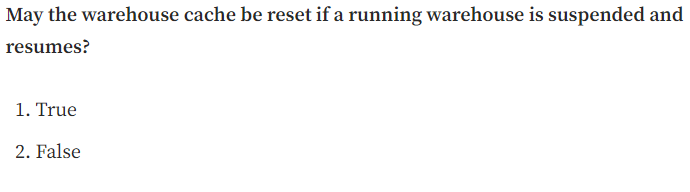 May the warehouse cache be reset if a running warehouse is suspended and
resumes?
1. True
2. False